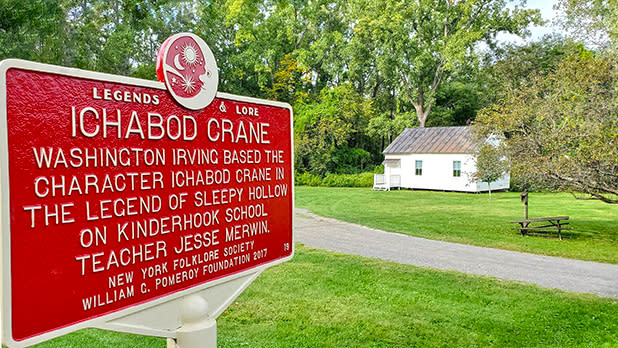 LEGENDS & LORE
ICHABOD CRANE
WASHINGTON IRVING BASED THE
CHARACTER ICHABOD CRANE IN
THE LEGEND OF SLEEPY HOLLOW
ON KINDERHOOK SCHOOL
TEACHER JESSE MERWIN.
NEW YORK FOLKLORE SOCIETY
WILLIAM G. POMEROY FOUNDATION 2017
79